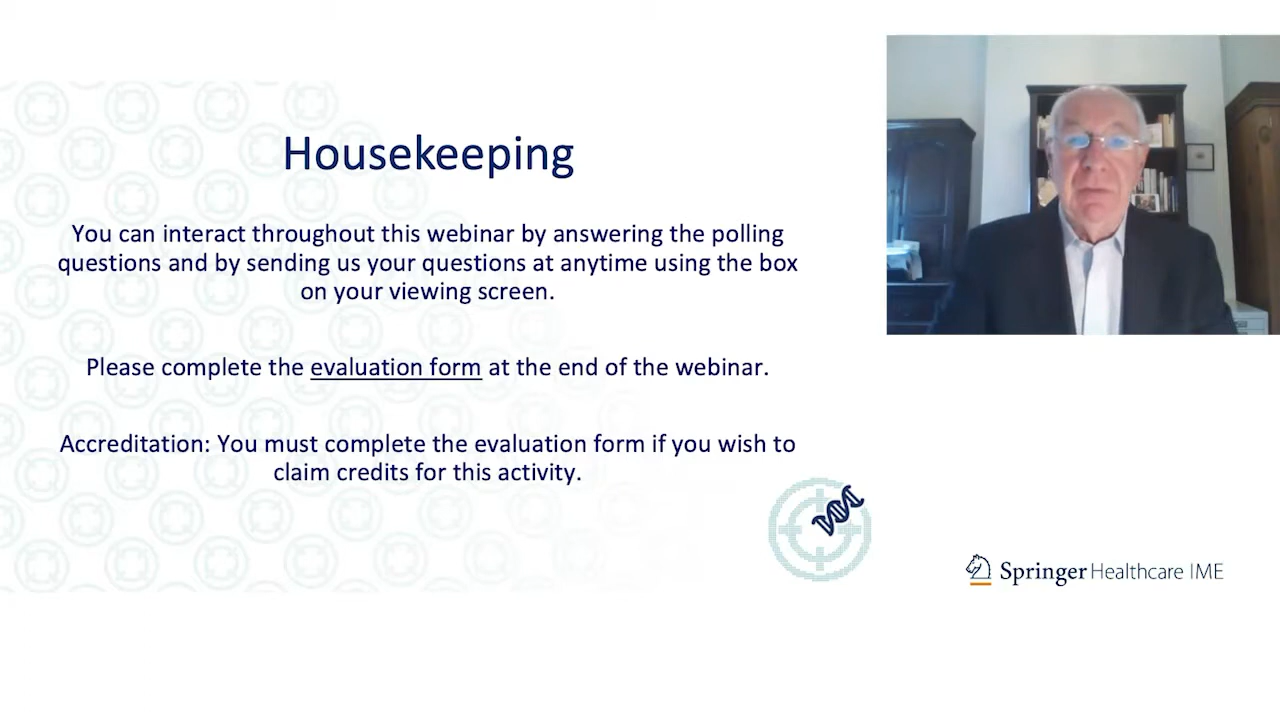 Housekeeping
You can interact throughout this webinar by answering the polling
questions and by sending us your questions at anytime using the box
on your viewing screen.
Please complete the evaluation form at the end of the webinar.
Accreditation: You must complete the evaluation form if you wish to
claim credits for this activity.
Springer Healthcare IME